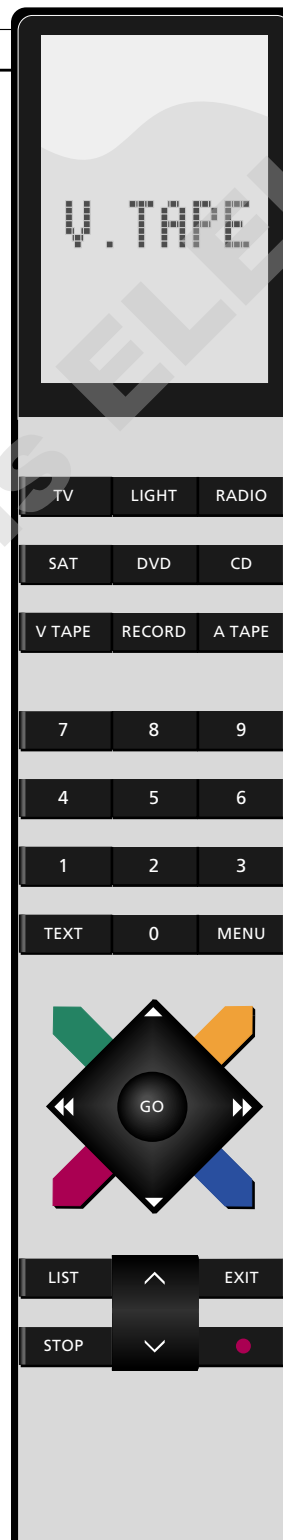 V.TAPE
TV LIGHT RADIO
SAT DVD CD
V TAPE RECORD A TAPE
7 8 9
4 5 6
1 2 3
TEXT 0 MENU
GO
LIST EXIT
STOP